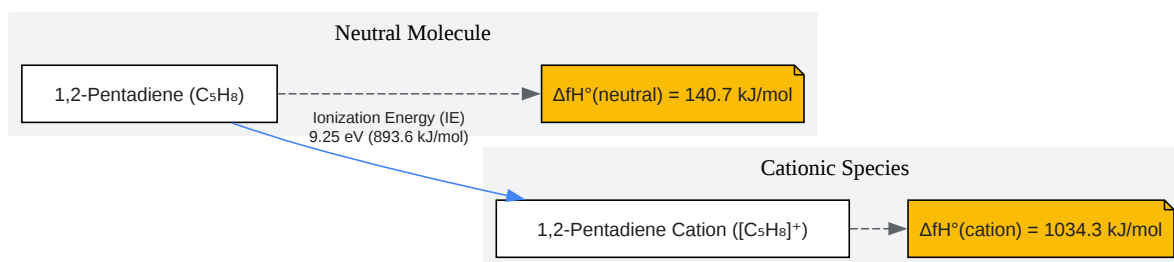 Neutral Molecule
1,2-Pentadiene (C₅H₈)
ΔfH°(neutral) = 140.7 kJ/mol
Ionization Energy (IE)
9.25 eV (893.6 kJ/mol)
Cationic Species
1,2-Pentadiene Cation ([C₅H₈]⁺)
ΔfH°(cation) = 1034.3 kJ/mol